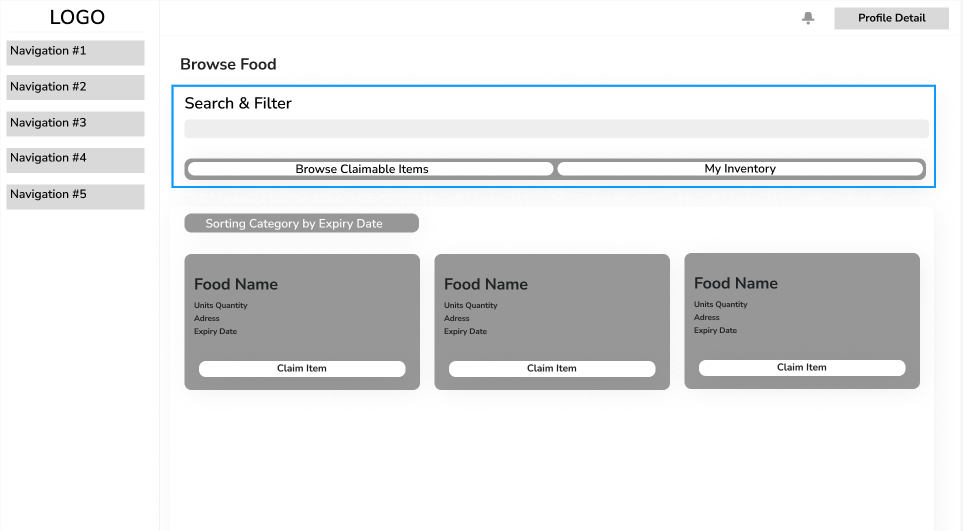 LOGO
Profile Detail
Navigation #1
Navigation #2
Navigation #3
Navigation #4
Navigation #5
Browse Food
Search & Filter
Browse Claimable Items
My Inventory
Sorting Category by Expiry Date
Food Name
Units Quantity
Adress
Expiry Date
Claim Item
Food Name
Units Quantity
Adress
Expiry Date
Claim Item
Food Name
Units Quantity
Adress
Expiry Date
Claim Item